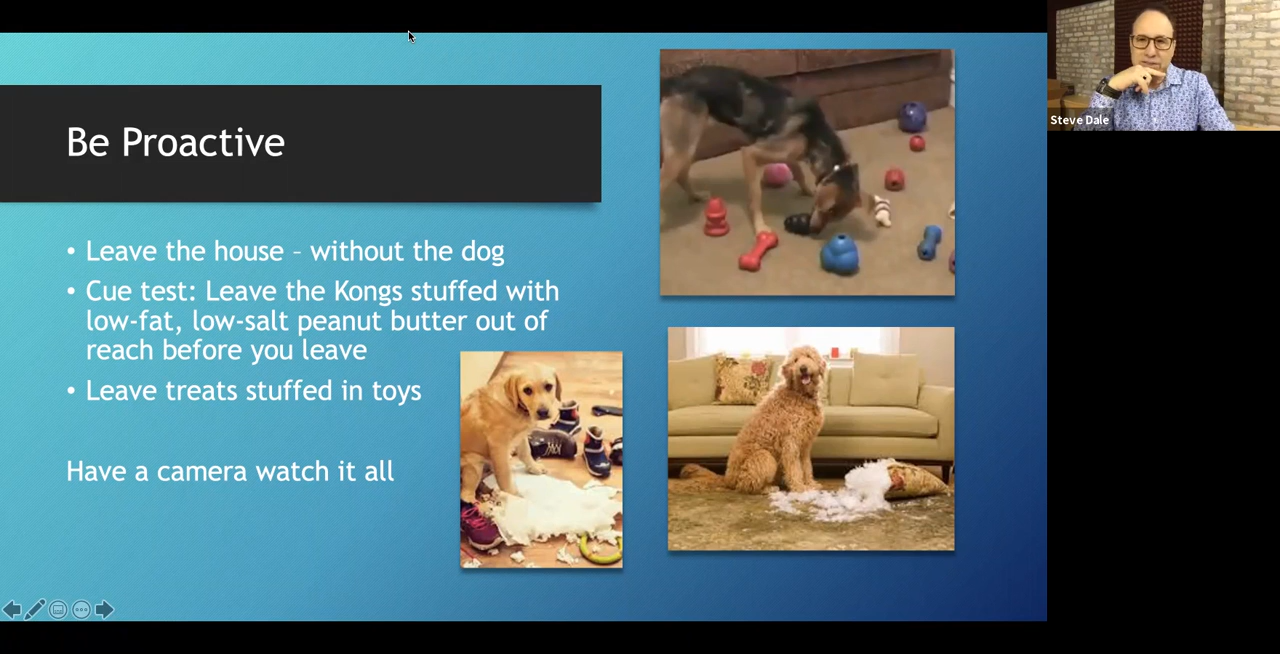 Be Proactive
• Leave the house – without the dog
• Cue test: Leave the Kongs stuffed with
low-fat, low-salt peanut butter out of
reach before you leave
• Leave treats stuffed in toys
Have a camera watch it all
Steve Dale